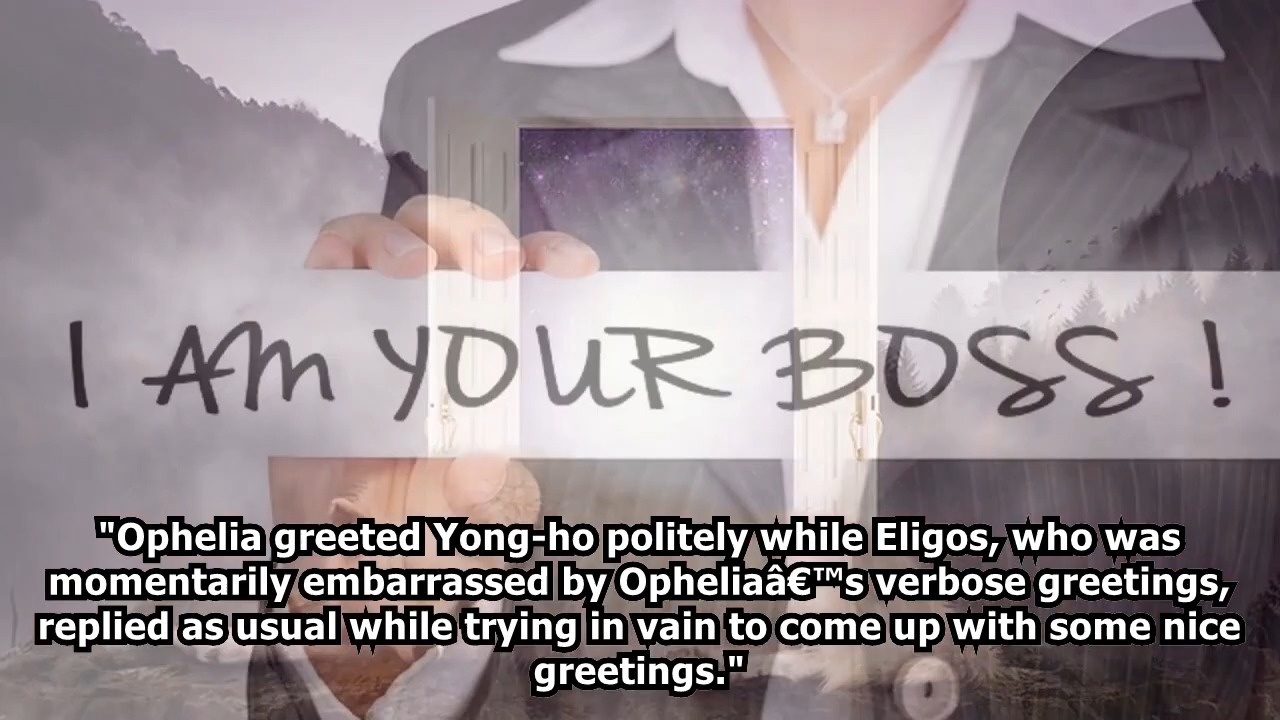 I AM YOUR BOSS !
"Ophelia greeted Yong-ho politely while Eligos, who was
momentarily embarrassed by Opheliaâ€™s verbose greetings,
replied as usual while trying in vain to come up with some nice
greetings."